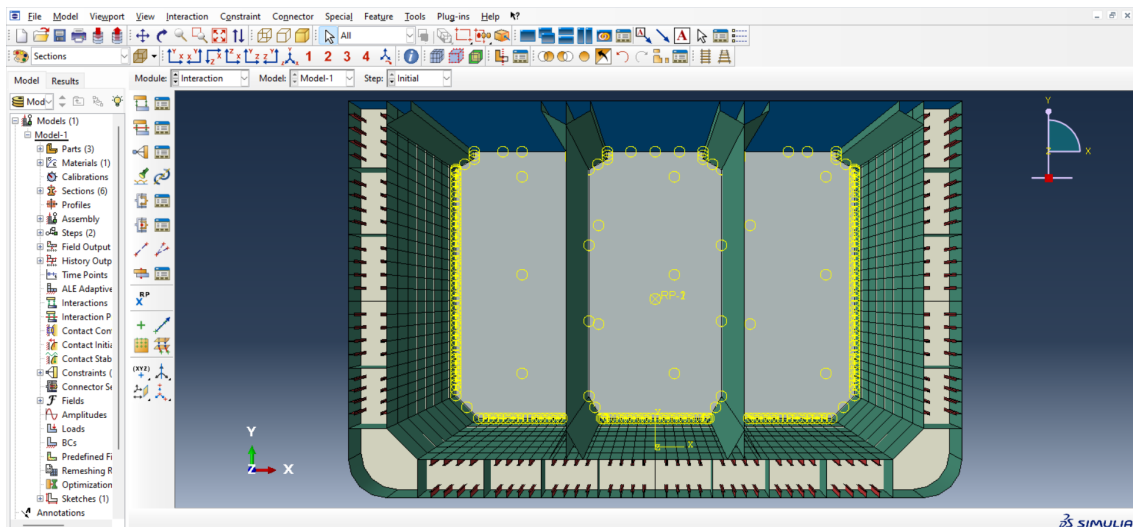 File Model Viewport View Interaction Constraint Connector Special Feature Tools Plug-ins Help
All
Sections
1 2 3 4
Model Results
Module: Interaction Model: Model-1 Step: Initial
Mod
Models (1)
Model-1
Parts (3)
Materials (1)
Calibrations
Sections (6)
Profiles
Assembly
Steps (2)
Field Output
History Outp
Time Points
ALE Adaptive
Interactions
Interaction P
Contact Con
Contact Initia
Contact Stab
Constraints (
Connector Se
Fields
Amplitudes
Loads
BCs
Predefined Fi
Remeshing R
Optimization
Sketches (1)
Annotations
RP
(XYZ)
Y
X
Z
Y
Z X
X
SIMULIA